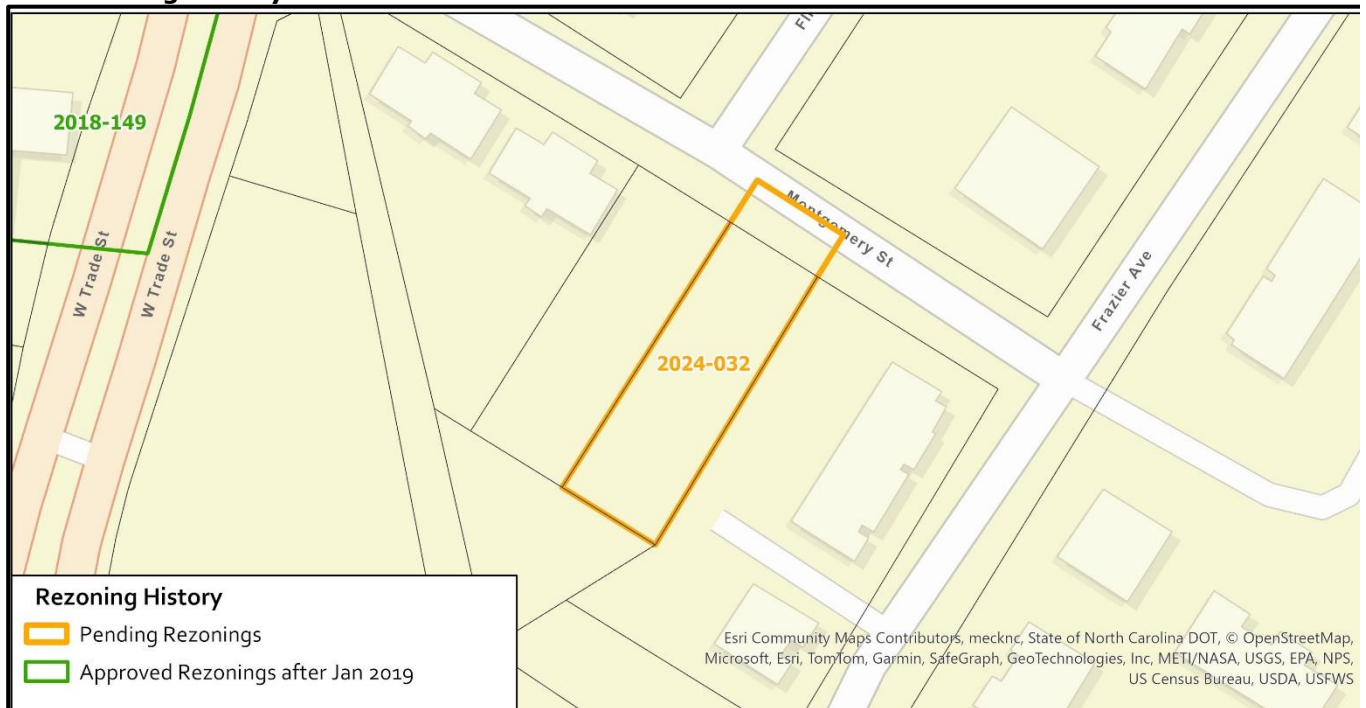 2018-149
W Trade St
W Trade St
Montgomery St
Frazier Ave
2024-032
Rezoning History
Pending Rezonings
Approved Rezonings after Jan 2019
Esri Community Maps Contributors, mecknc, State of North Carolina DOT, © OpenStreetMap,
Microsoft, Esri, TomTom, Garmin, SafeGraph, GeoTechnologies, Inc, METI/NASA, USGS, EPA, NPS,
US Census Bureau, USDA, USFWS